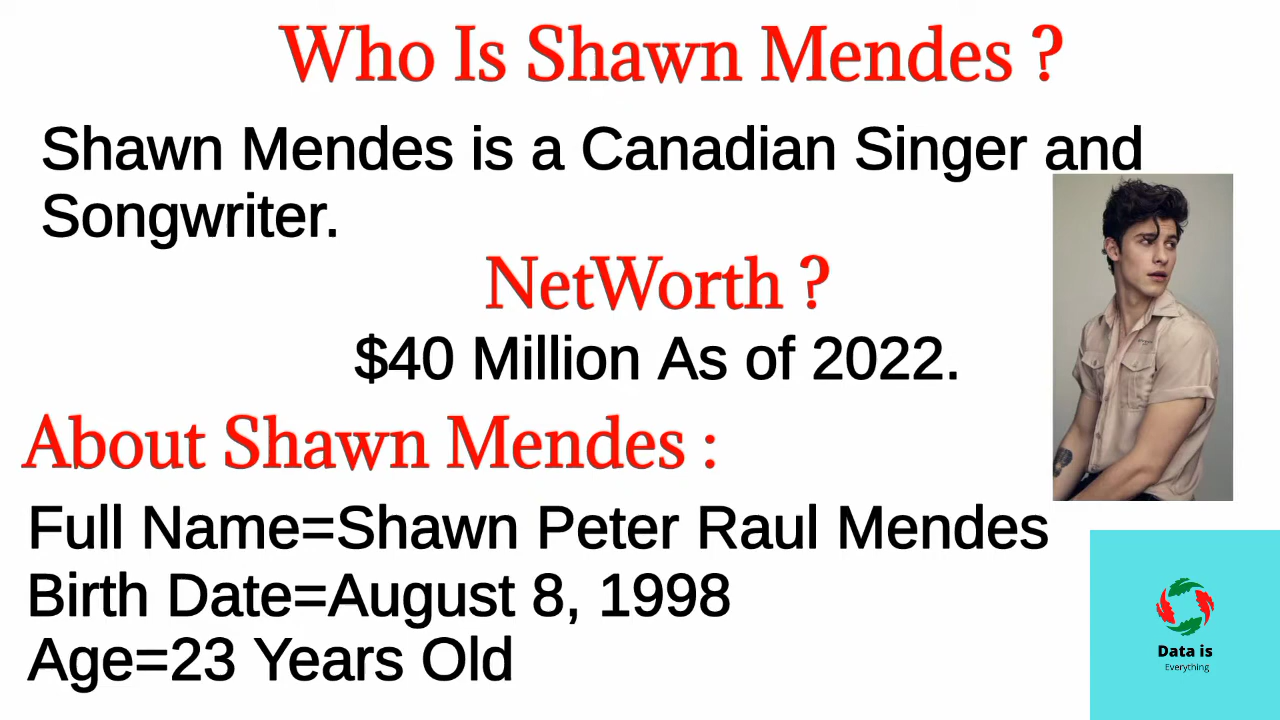 Who Is Shawn Mendes ?
Shawn Mendes is a Canadian Singer and
Songwriter.
NetWorth ?
$40 Million As of 2022.
About Shawn Mendes :
Full Name=Shawn Peter Raul Mendes
Birth Date=August 8, 1998
Age=23 Years Old
Data is
Everything